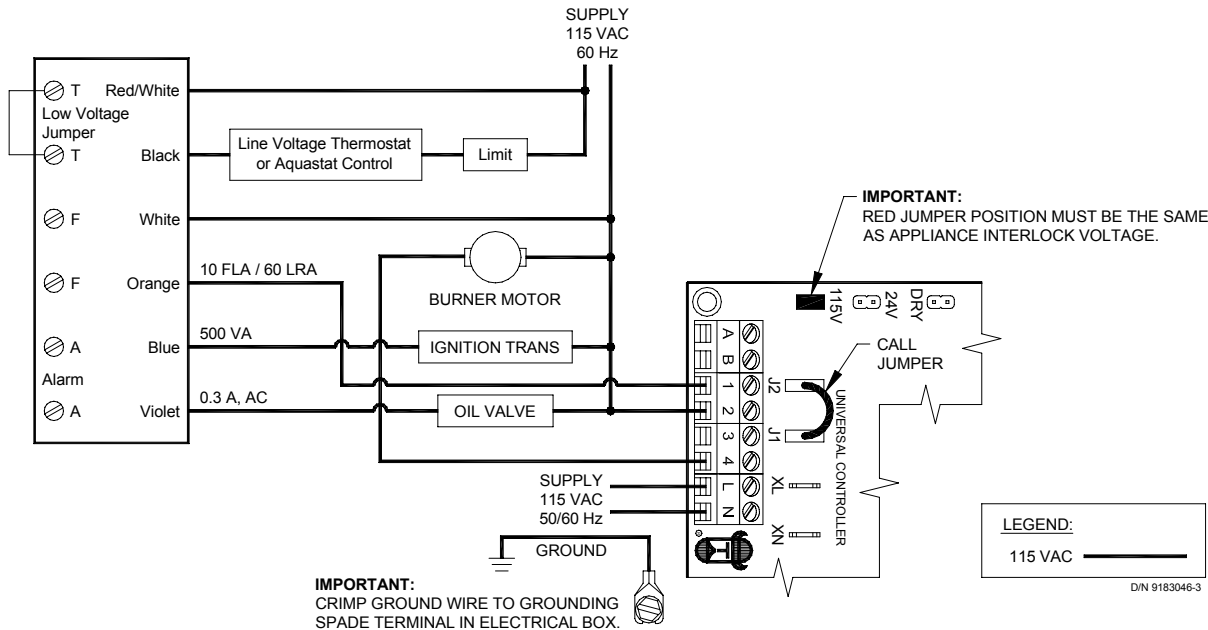 SUPPLY
115 VAC
60 Hz
T Red/White
Low Voltage
Jumper
T Black
Line Voltage Thermostat
or Aquastat Control
Limit
F White
F Orange
10 FLA / 60 LRA
BURNER MOTOR
A Blue
500 VA
IGNITION TRANS
Alarm
A Violet
0.3 A, AC
OIL VALVE
IMPORTANT:
RED JUMPER POSITION MUST BE THE SAME
AS APPLIANCE INTERLOCK VOLTAGE.
115V
24V
DRY
CALL
JUMPER
A
B
1
2
3
4
L
N
J2
J1
XL
XN
UNIVERSAL CONTROLLER
SUPPLY
115 VAC
50/60 Hz
GROUND
IMPORTANT:
CRIMP GROUND WIRE TO GROUNDING
SPADE TERMINAL IN ELECTRICAL BOX.
LEGEND:
115 VAC
D/N 9183046-3